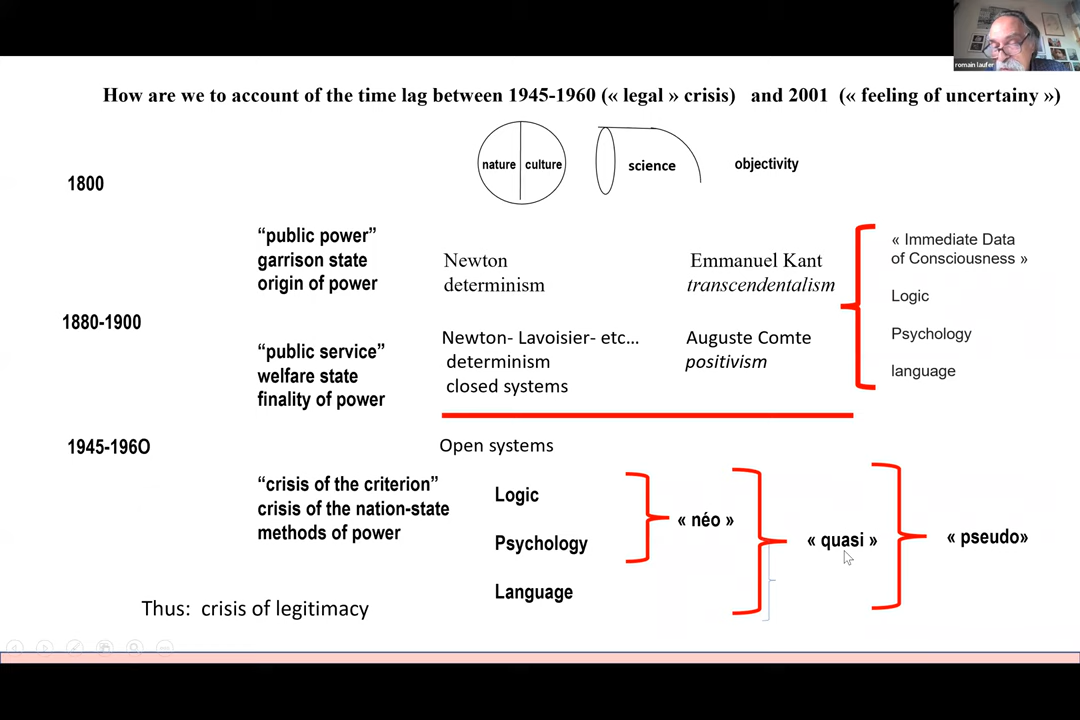 romain laufer
How are we to account of the time lag between 1945-1960 (« legal » crisis) and 2001 (« feeling of uncertainy »)
nature culture
science
objectivity
1800
“public power”
garrison state
origin of power
Newton
determinism
Emmanuel Kant
transcendentalism
« Immediate Data
of Consciousness »
Logic
Psychology
language
1880-1900
“public service”
welfare state
finality of power
Newton- Lavoisier- etc…
determinism
closed systems
Auguste Comte
positivism
1945-196O
Open systems
“crisis of the criterion”
crisis of the nation-state
methods of power
Logic
Psychology
Language
« néo »
« quasi »
« pseudo»
Thus: crisis of legitimacy